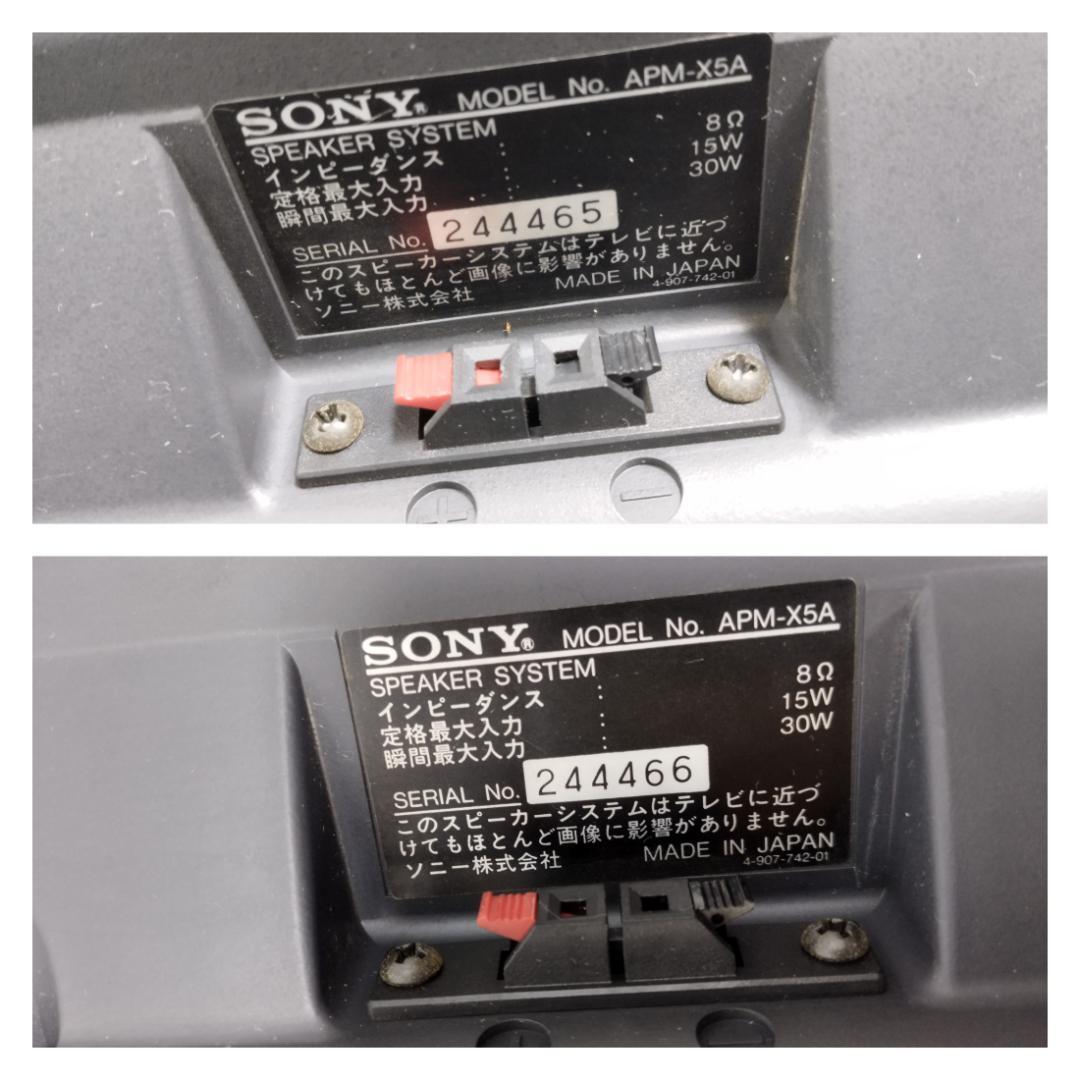 SONY® MODEL No. APM-X5A
SPEAKER SYSTEM
インピーダンス : 8Ω
定格最大入力 : 15W
瞬間最大入力 : 30W
SERIAL No. 244465
このスピーカーシステムはテレビに近づ
けてもほとんど画像に影響がありません。
ソニー株式会社 MADE IN JAPAN
4-907-742-01
+ −
SONY® MODEL No. APM-X5A
SPEAKER SYSTEM
インピーダンス : 8Ω
定格最大入力 : 15W
瞬間最大入力 : 30W
SERIAL No. 244466
このスピーカーシステムはテレビに近づ
けてもほとんど画像に影響がありません。
ソニー株式会社 MADE IN JAPAN
4-907-742-01
+ −